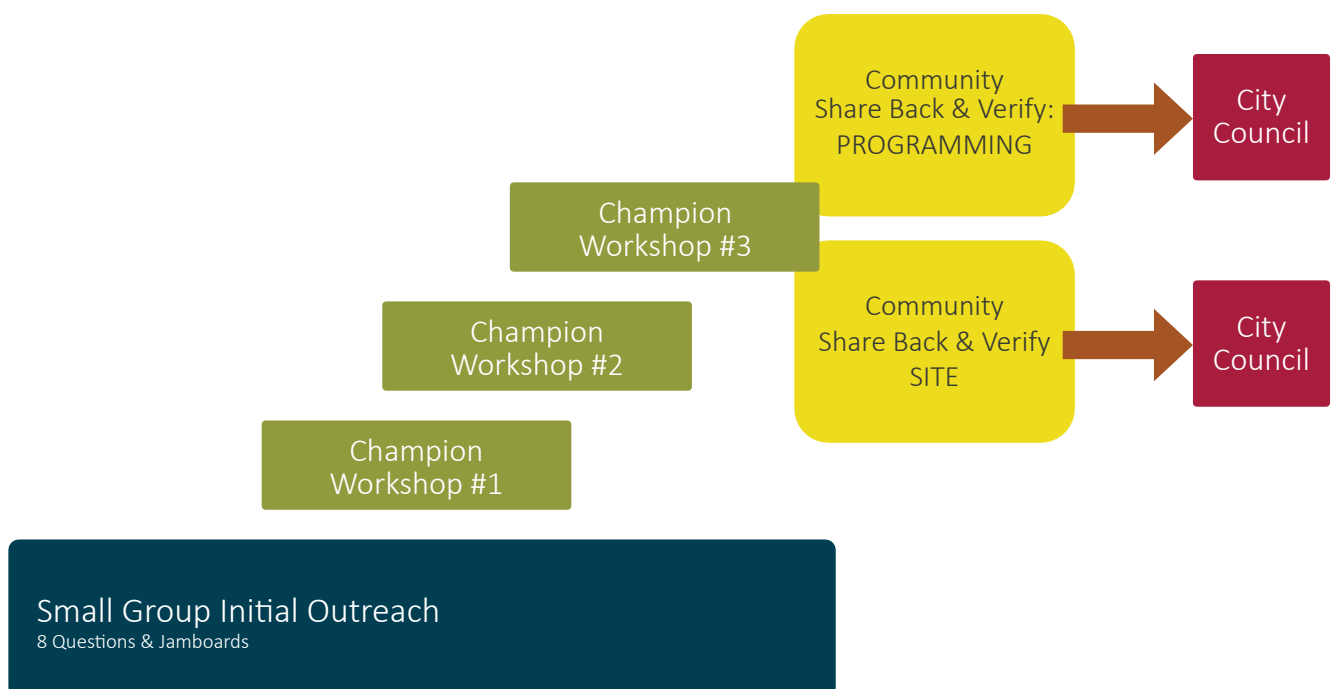 Community
Share Back & Verify:
PROGRAMMING
City
Council
Champion
Workshop #3
Community
Share Back & Verify
SITE
City
Council
Champion
Workshop #2
Champion
Workshop #1
Small Group Initial Outreach
8 Questions & Jamboards